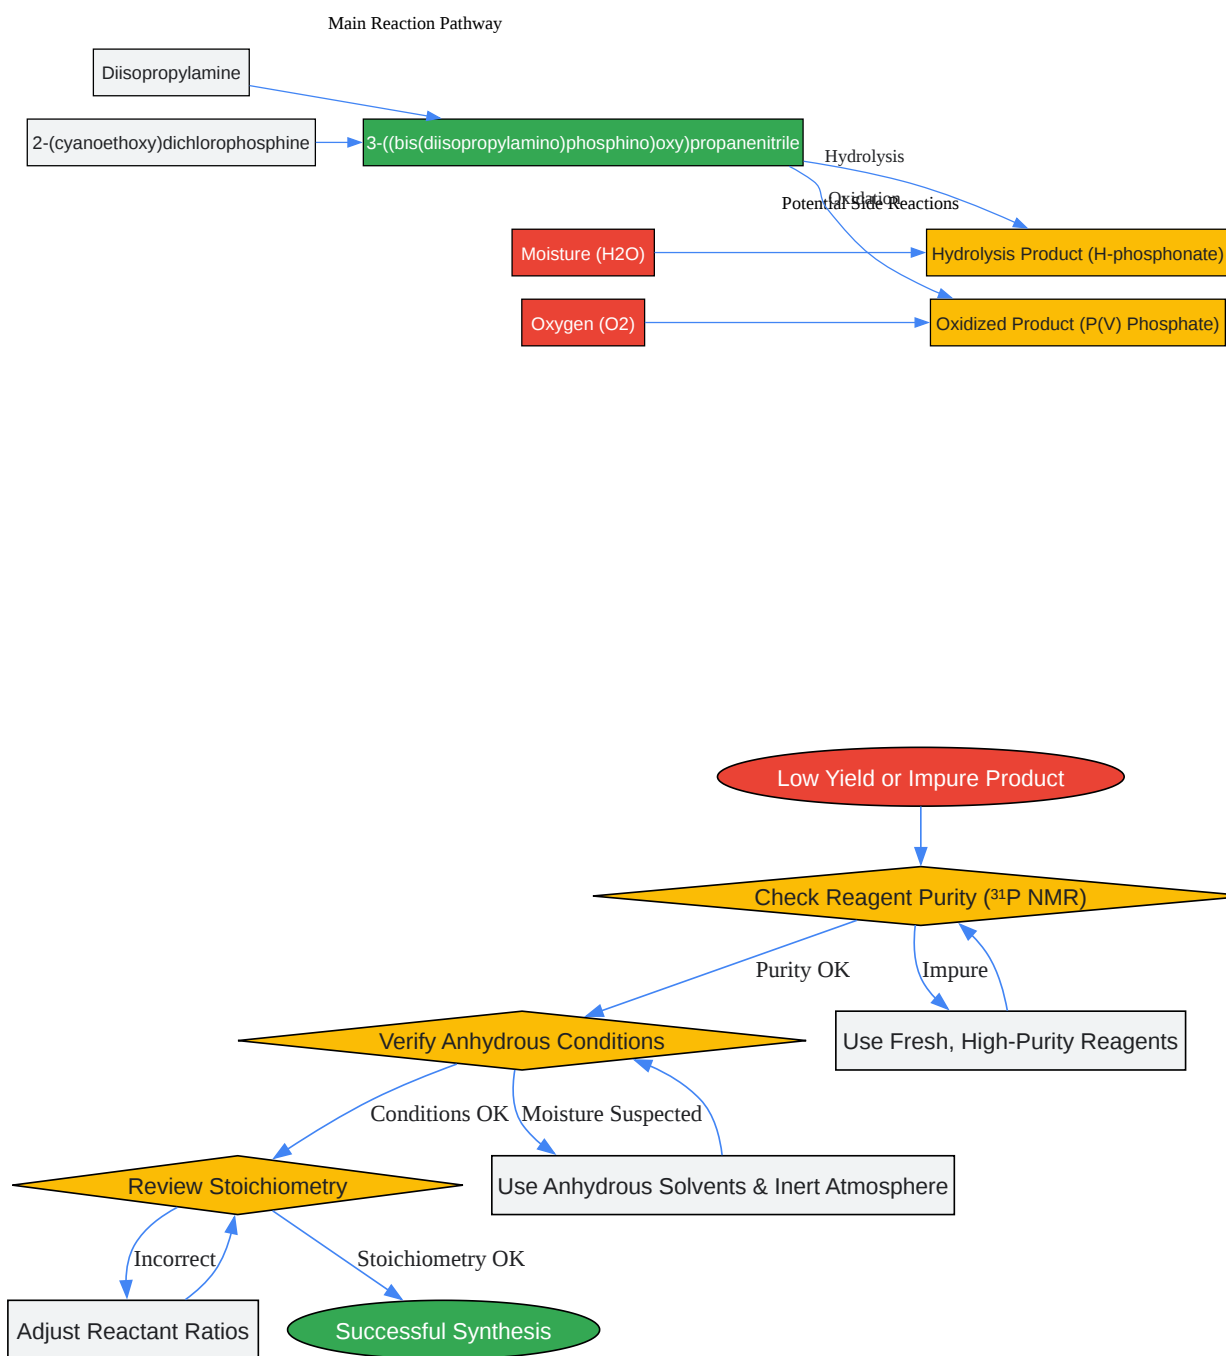 Main Reaction Pathway
Diisopropylamine
2-(cyanoethoxy)dichlorophosphine
3-((bis(diisopropylamino)phosphino)oxy)propanenitrile
Hydrolysis
Oxidation
Potential Side Reactions
Moisture (H2O)
Hydrolysis Product (H-phosphonate)
Oxygen (O2)
Oxidized Product (P(V) Phosphate)
Low Yield or Impure Product
Check Reagent Purity (³¹P NMR)
Purity OK
Impure
Verify Anhydrous Conditions
Use Fresh, High-Purity Reagents
Conditions OK
Moisture Suspected
Review Stoichiometry
Use Anhydrous Solvents & Inert Atmosphere
Incorrect
Stoichiometry OK
Adjust Reactant Ratios
Successful Synthesis